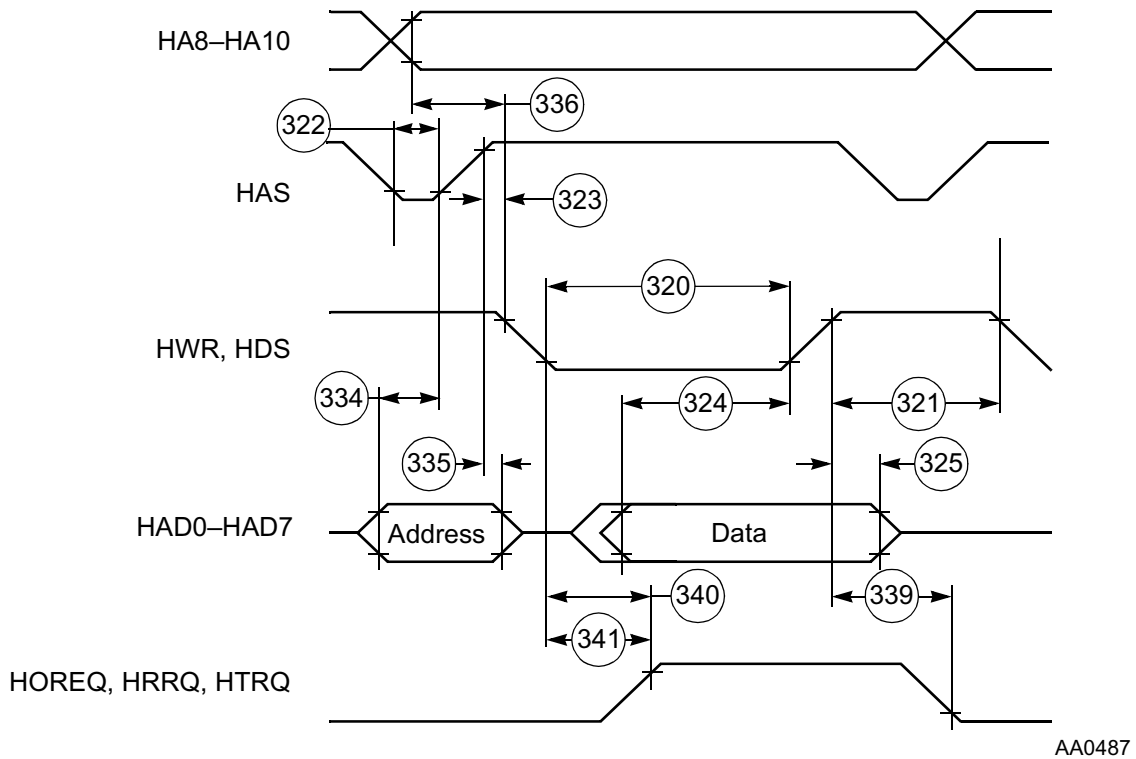 HA8–HA10
336
322
HAS
323
320
HWR, HDS
334
324
321
335
325
HAD0–HAD7
Address
Data
340
339
341
HOREQ, HRRQ, HTRQ
AA0487